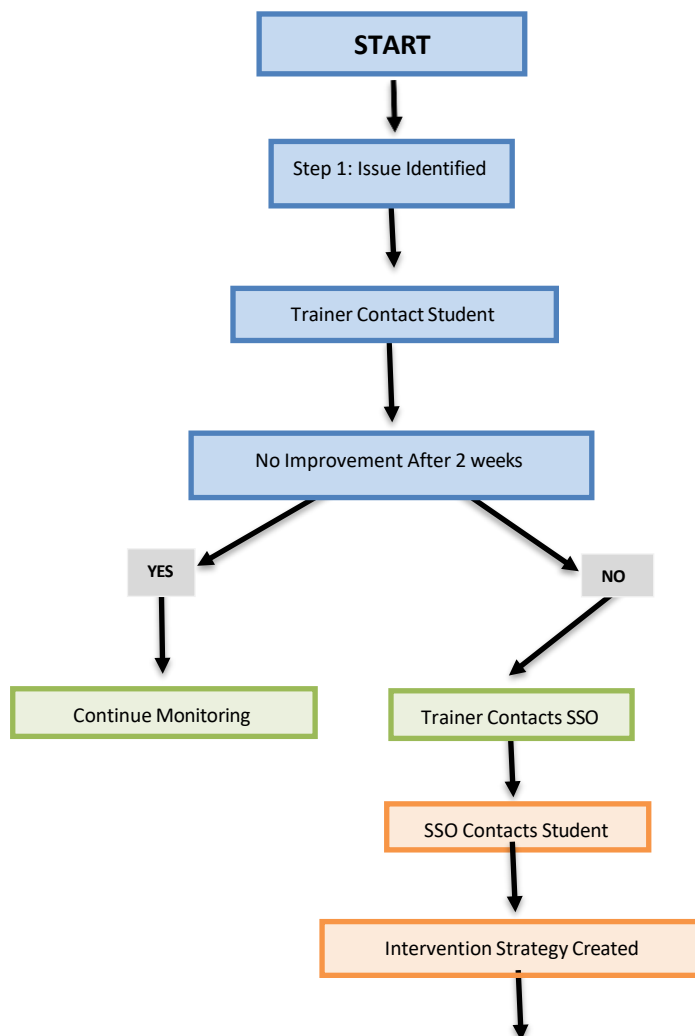 START
Step 1: Issue Identified
Trainer Contact Student
No Improvement After 2 weeks
YES
NO
Continue Monitoring
Trainer Contacts SSO
SSO Contacts Student
Intervention Strategy Created